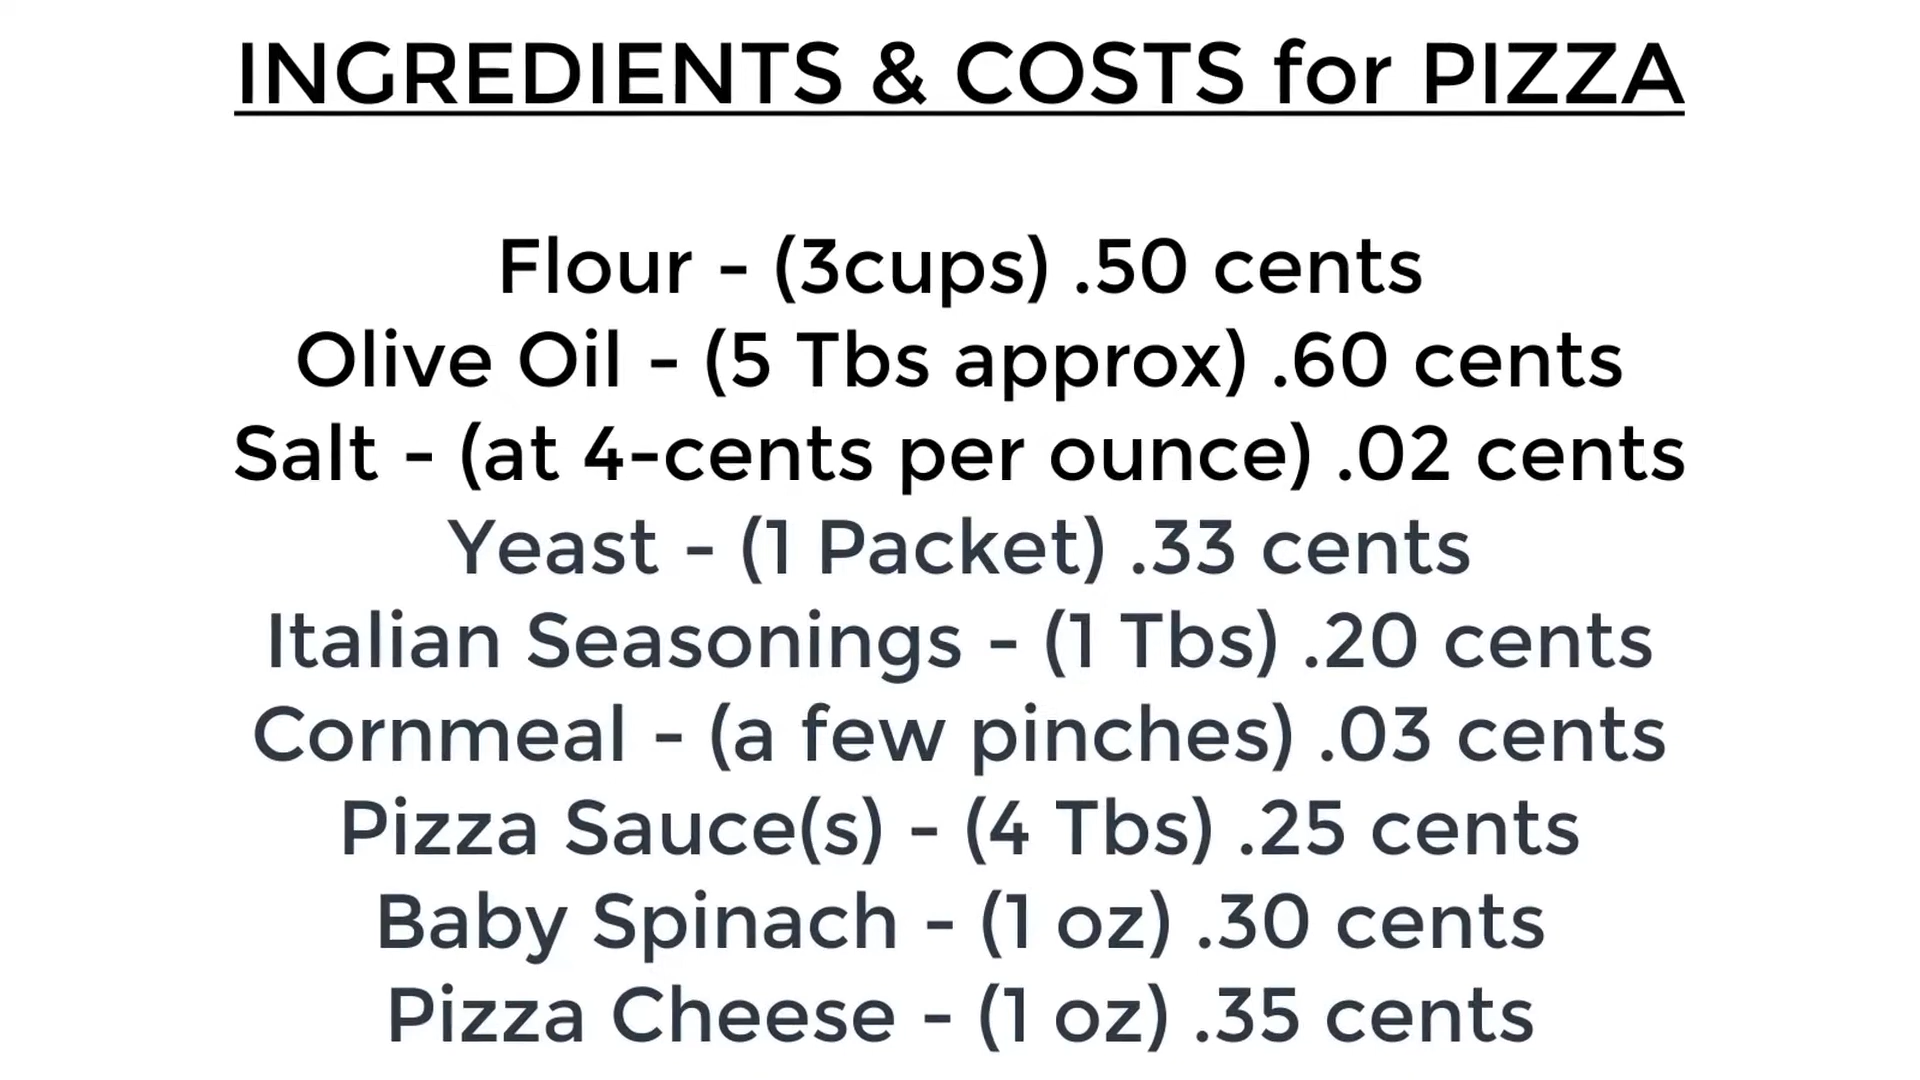 INGREDIENTS & COSTS for PIZZA
Flour - (3cups) .50 cents
Olive Oil - (5 Tbs approx) .60 cents
Salt - (at 4-cents per ounce) .02 cents
Yeast - (1 Packet) .33 cents
Italian Seasonings - (1 Tbs) .20 cents
Cornmeal - (a few pinches) .03 cents
Pizza Sauce(s) - (4 Tbs) .25 cents
Baby Spinach - (1 oz) .30 cents
Pizza Cheese - (1 oz) .35 cents